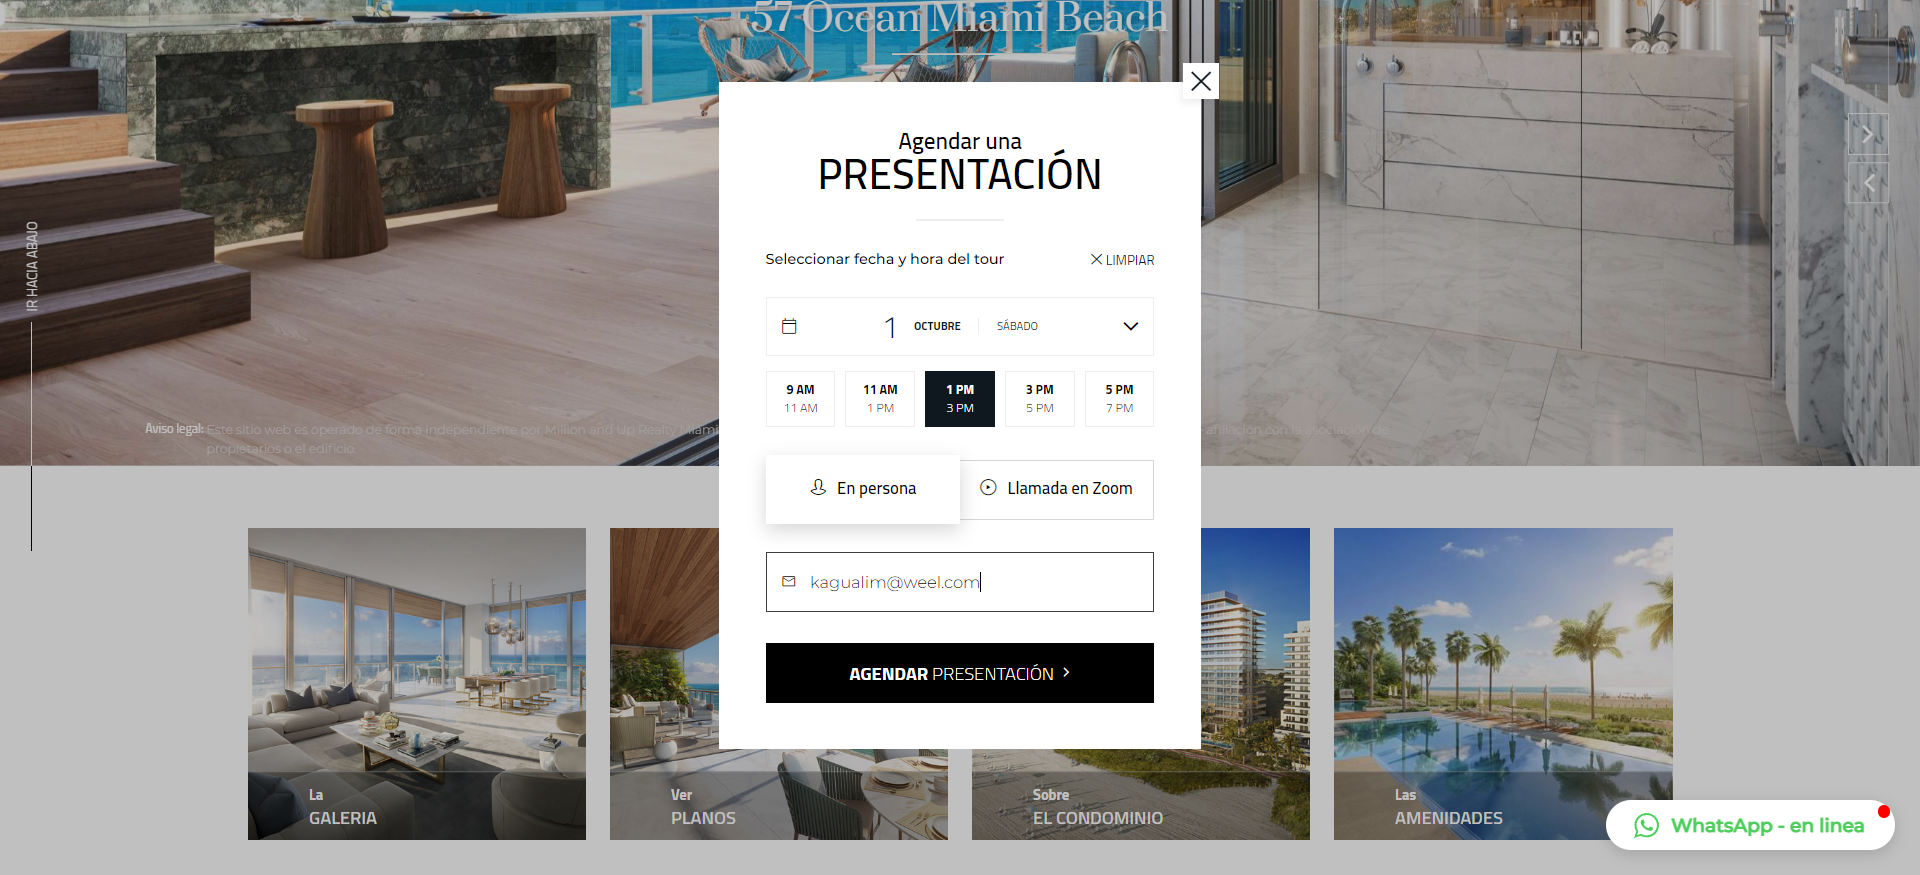 57 Ocean Miami Beach
Agendar una
PRESENTACIÓN
Seleccionar fecha y hora del tour
LIMPIAR
1 OCTUBRE SÁBADO
9 AM 11 AM 1 PM 3 PM 5 PM
11 AM 1 PM 3 PM 5 PM 7 PM
En persona Llamada en Zoom
kagualim@weel.com
AGENDAR PRESENTACIÓN
IR HACIA ABAJO
Aviso legal: Este sitio web es operado de forma independiente por Million and Up Realty Miami afiliación con la asociación de
propietarios o el edificio.
La
GALERIA
Ver
PLANOS
Sobre
EL CONDOMINIO
Las
AMENIDADES
WhatsApp - en linea